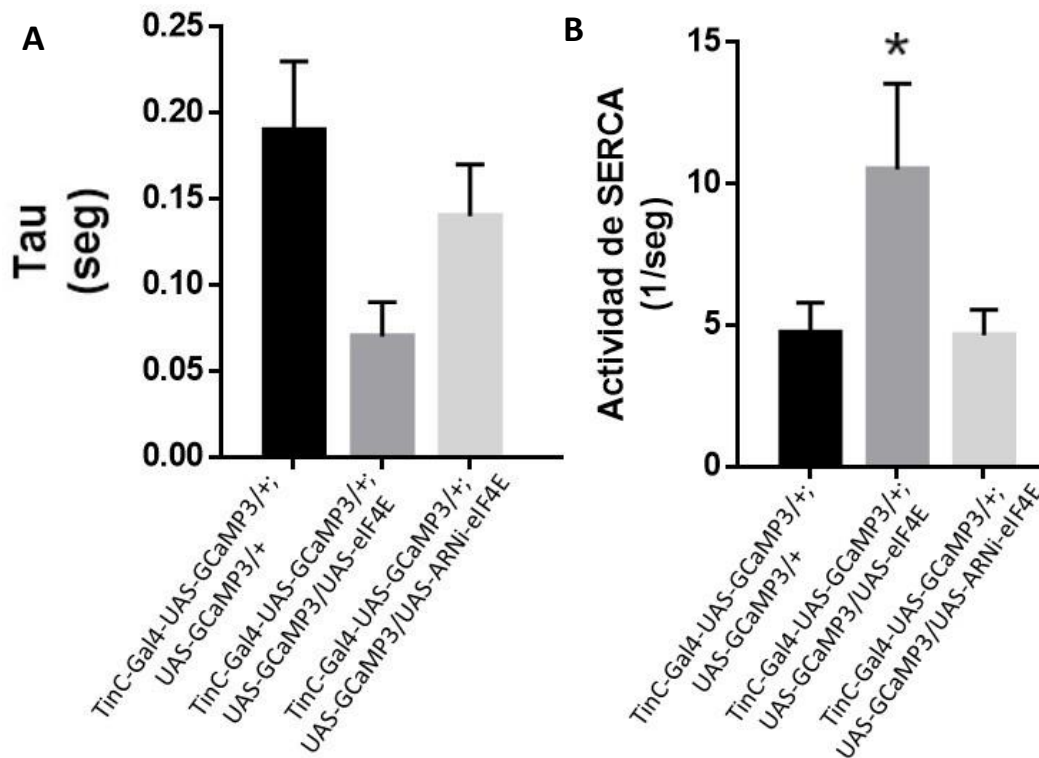 A
Tau
(seg)
0.25
0.20
0.15
0.10
0.05
0.00
TinC-Gal4-UAS-GCaMP3/+;
UAS-GCaMP3/+
TinC-Gal4-UAS-GCaMP3/+;
UAS-GCaMP3/UAS-eIF4E
TinC-Gal4-UAS-GCaMP3/+;
UAS-GCaMP3/UAS-ARNi-eIF4E
B
Actividad de SERCA
(1/seg)
15
10
5
0
*
TinC-Gal4-UAS-GCaMP3/+;
UAS-GCaMP3/+
TinC-Gal4-UAS-GCaMP3/+;
UAS-GCaMP3/UAS-eIF4E
TinC-Gal4-UAS-GCaMP3/+;
UAS-GCaMP3/UAS-ARNi-eIF4E